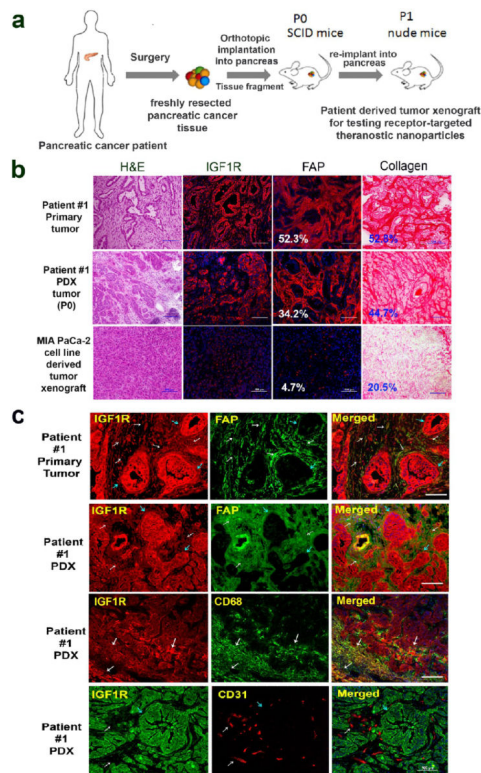 a
Pancreatic cancer patient
Surgery
freshly resected
pancreatic cancer
tissue
Orthotopic
implantation
into pancreas
Tissue fragment
P0
SCID mice
re-implant into
pancreas
P1
nude mice
Patient derived tumor xenograft
for testing receptor-targeted
theranostic nanoparticles
b
H&E IGF1R FAP Collagen
Patient #1
Primary
tumor
52.3% 52.8%
Patient #1
PDX
tumor
(P0)
34.2% 44.7%
MIA PaCa-2
cell line
derived
tumor
xenograft
4.7% 20.5%
c
Patient
#1
Primary
Tumor
IGF1R FAP Merged
Patient
#1
PDX
IGF1R FAP Merged
Patient
#1
PDX
IGF1R CD68 Merged
Patient
#1
PDX
IGF1R CD31 Merged